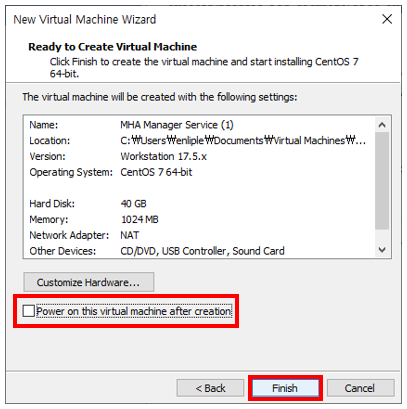 New Virtual Machine Wizard
Ready to Create Virtual Machine
Click Finish to create the virtual machine and start installing CentOS 7
64-bit.
The virtual machine will be created with the following settings:
Name: MHA Manager Service (1)
Location: C:₩Users₩enliple₩Documents₩Virtual Machines₩...
Version: Workstation 17.5.x
Operating System: CentOS 7 64-bit
Hard Disk: 40 GB
Memory: 1024 MB
Network Adapter: NAT
Other Devices: CD/DVD, USB Controller, Sound Card
Customize Hardware...
Power on this virtual machine after creation
< Back Finish Cancel